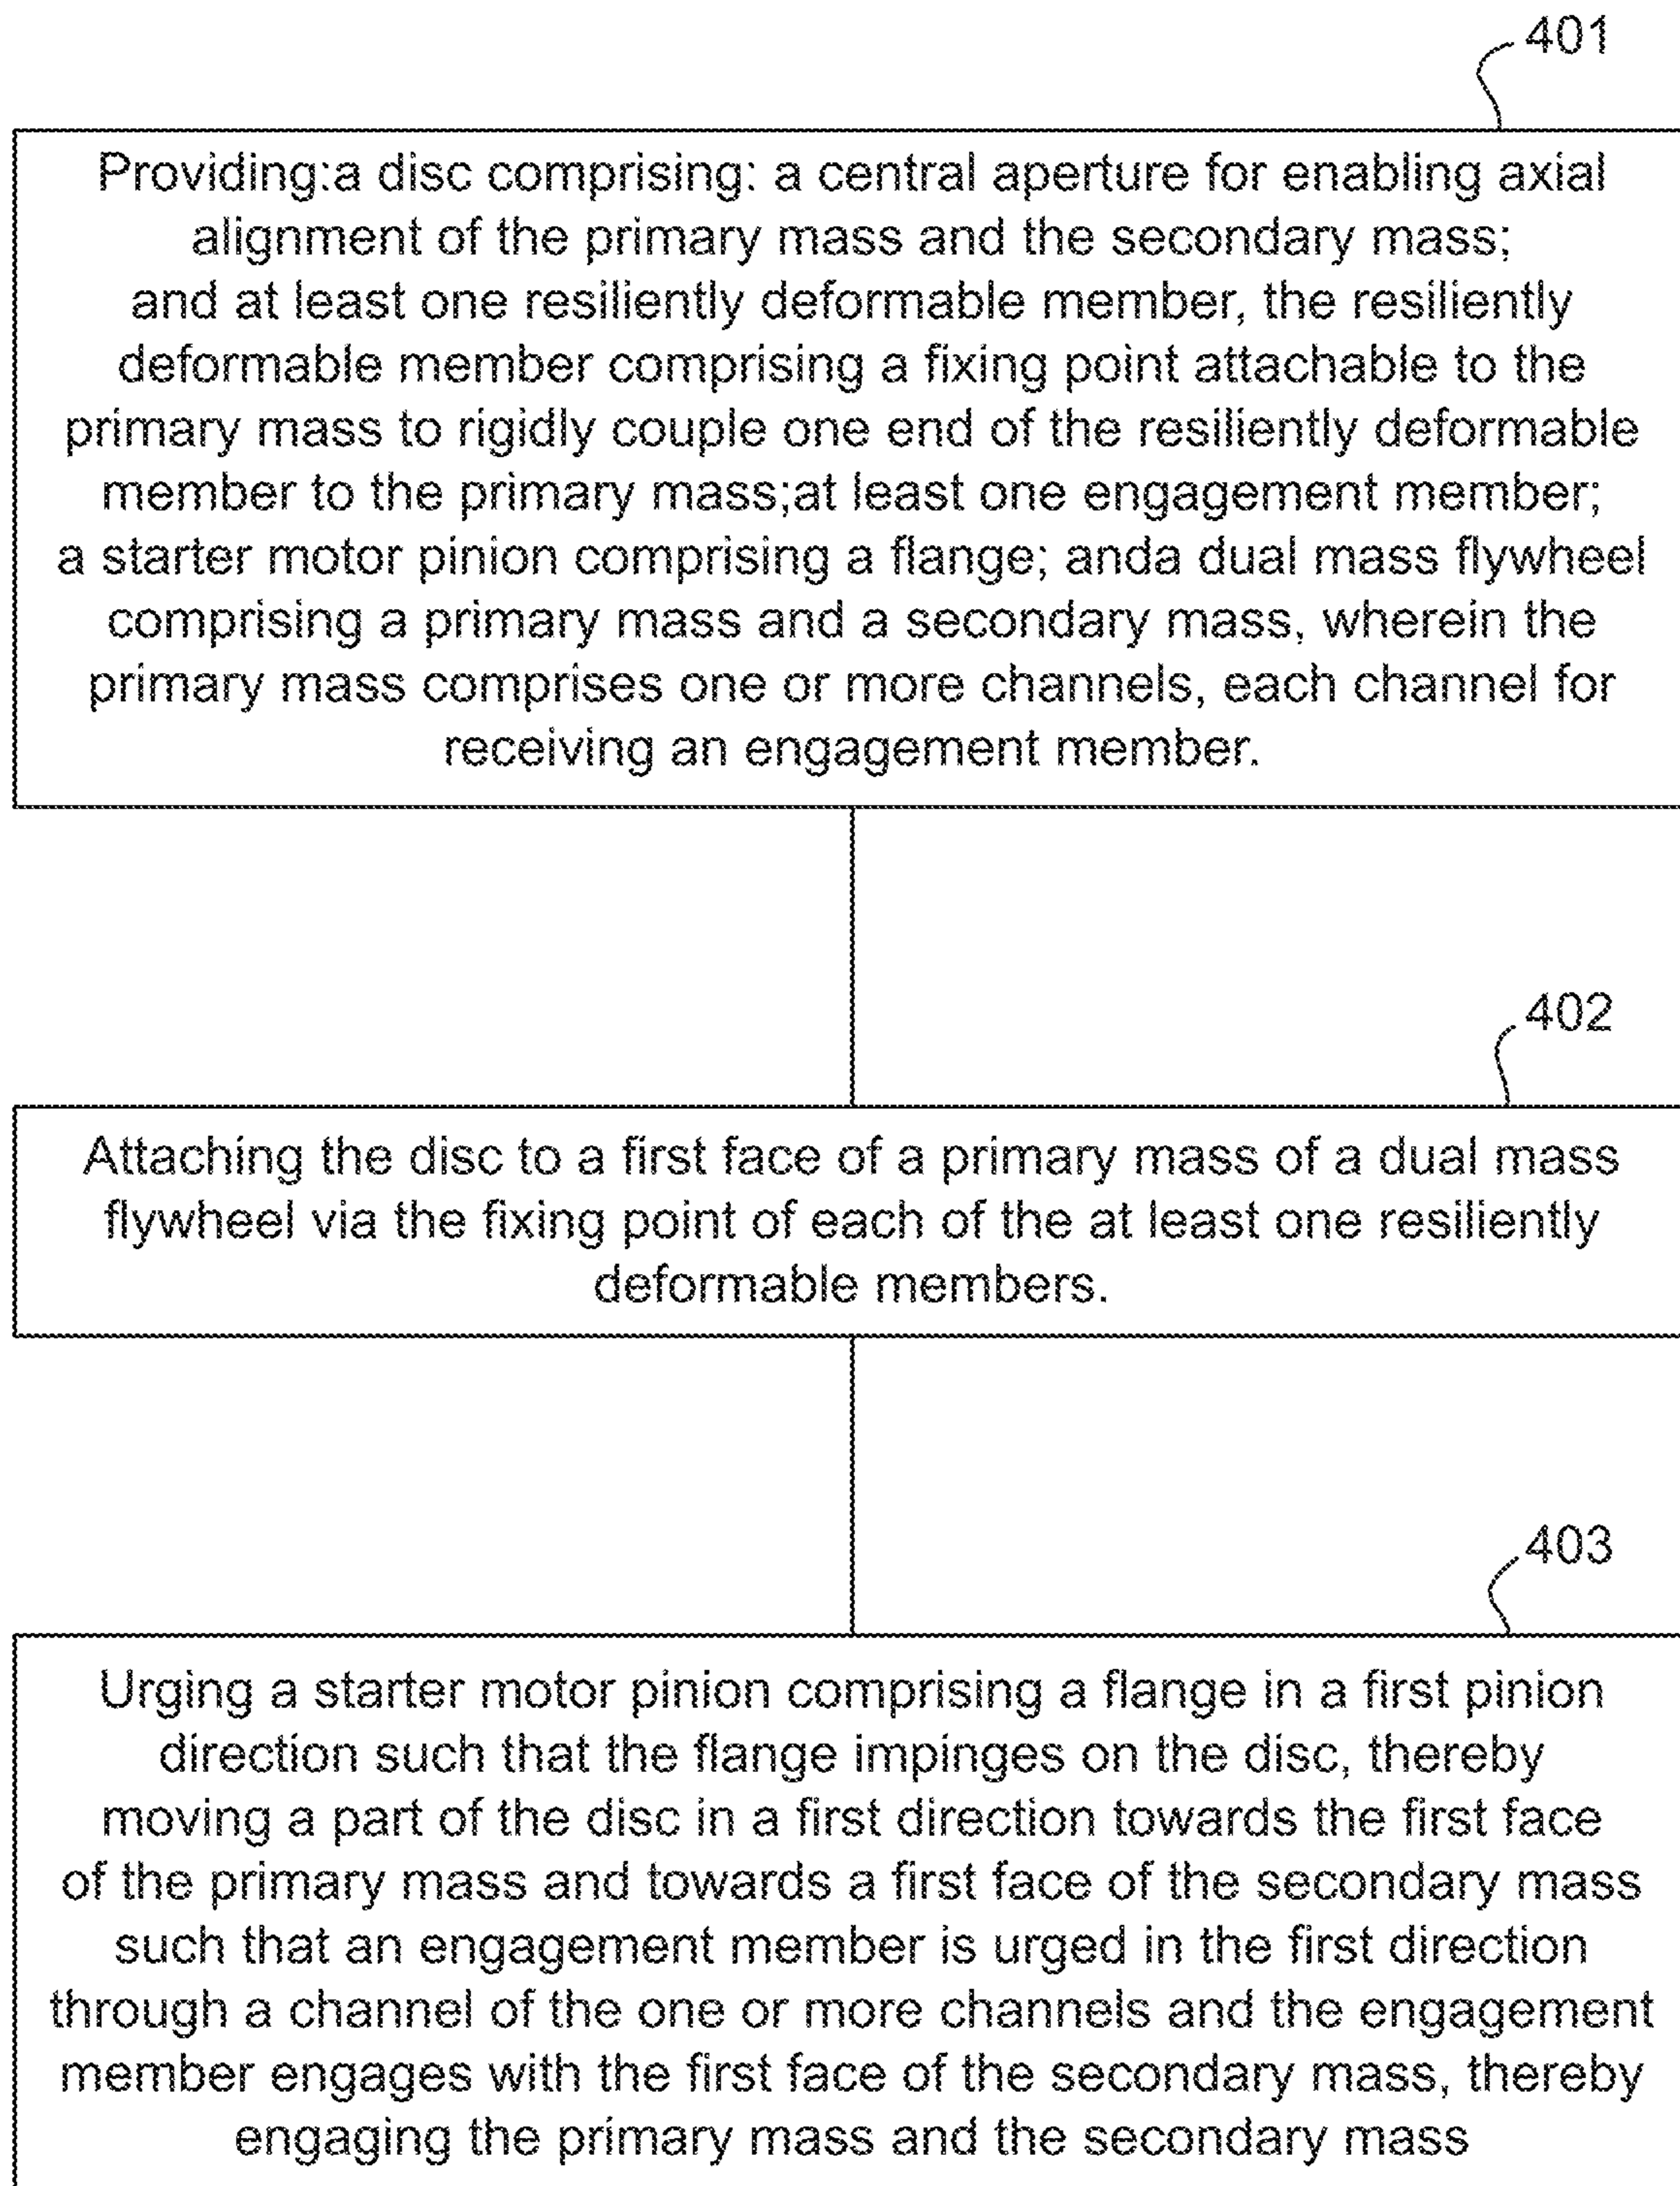 401
Providing:a disc comprising: a central aperture for enabling axial
alignment of the primary mass and the secondary mass;
and at least one resiliently deformable member, the resiliently
deformable member comprising a fixing point attachable to the
primary mass to rigidly couple one end of the resiliently deformable
member to the primary mass;at least one engagement member;
a starter motor pinion comprising a flange; anda dual mass flywheel
comprising a primary mass and a secondary mass, wherein the
primary mass comprises one or more channels, each channel for
receiving an engagement member.
402
Attaching the disc to a first face of a primary mass of a dual mass
flywheel via the fixing point of each of the at least one resiliently
deformable members.
403
Urging a starter motor pinion comprising a flange in a first pinion
direction such that the flange impinges on the disc, thereby
moving a part of the disc in a first direction towards the first face
of the primary mass and towards a first face of the secondary mass
such that an engagement member is urged in the first direction
through a channel of the one or more channels and the engagement
member engages with the first face of the secondary mass, thereby
engaging the primary mass and the secondary mass